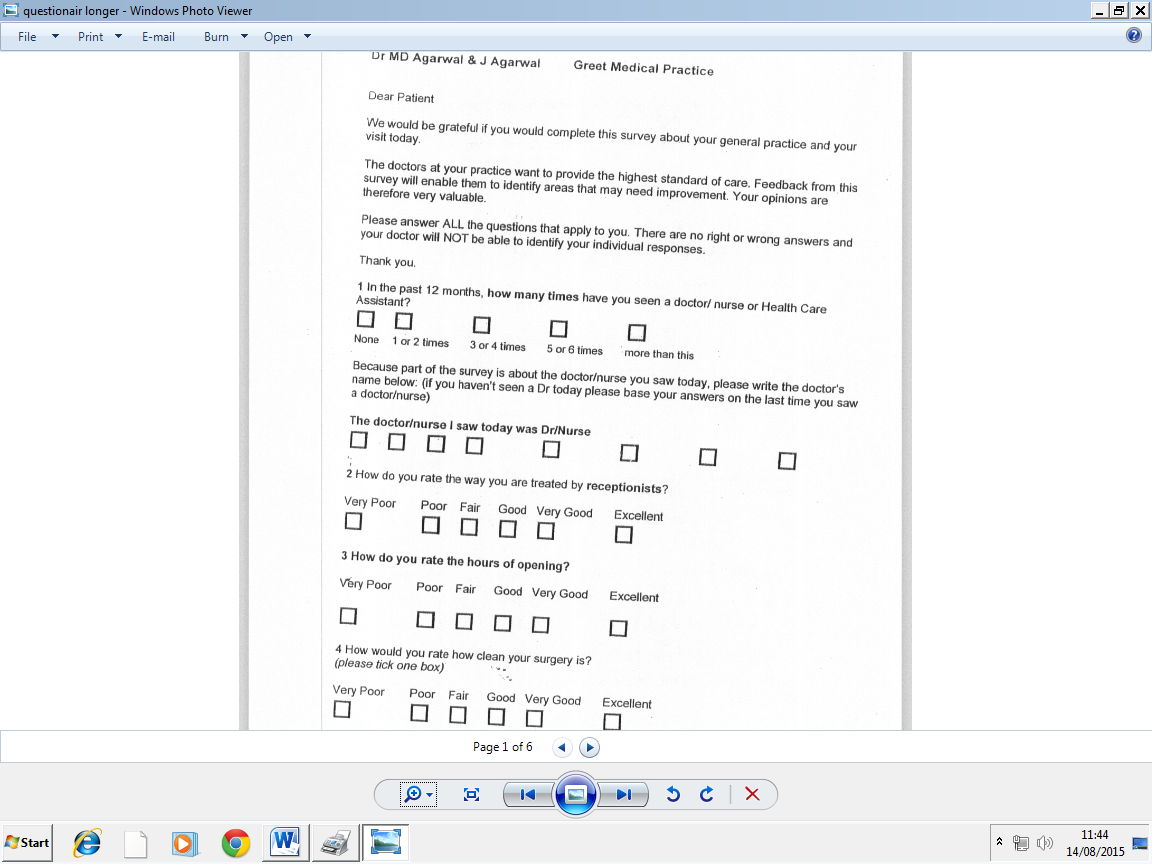 questionair longer - Windows Photo Viewer
File Print E-mail Burn Open
Dr MD Agarwal & J Agarwal Greet Medical Practice
Dear Patient
We would be grateful if you would complete this survey about your general practice and your
visit today.
The doctors at your practice want to provide the highest standard of care. Feedback from this
survey will enable them to identify areas that may need improvement. Your opinions are
therefore very valuable.
Please answer ALL the questions that apply to you. There are no right or wrong answers and
your doctor will NOT be able to identify your individual responses.
Thank you.
1 In the past 12 months, how many times have you seen a doctor/ nurse or Health Care
Assistant?
None 1 or 2 times 3 or 4 times 5 or 6 times more than this
Because part of the survey is about the doctor/nurse you saw today, please write the doctor's
name below: (if you haven't seen a Dr today please base your answers on the last time you saw
a doctor/nurse)
The doctor/nurse I saw today was Dr/Nurse
2 How do you rate the way you are treated by receptionists?
Very Poor Poor Fair Good Very Good Excellent
3 How do you rate the hours of opening?
Very Poor Poor Fair Good Very Good Excellent
4 How would you rate how clean your surgery is?
(please tick one box)
Very Poor Poor Fair Good Very Good Excellent
Page 1 of 6
Start
11:44
14/08/2015